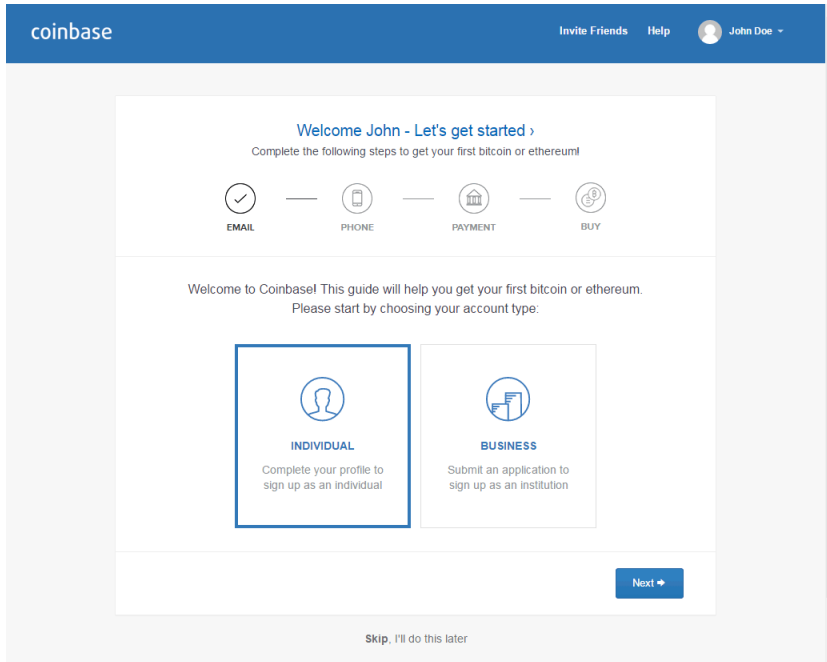 coinbase
Invite Friends
Help
John Doe
Welcome John - Let's get started ›
Complete the following steps to get your first bitcoin or ethereum!
EMAIL
PHONE
PAYMENT
BUY
Welcome to Coinbase! This guide will help you get your first bitcoin or ethereum.
Please start by choosing your account type:
INDIVIDUAL
Complete your profile to
sign up as an individual
BUSINESS
Submit an application to
sign up as an institution
Next
Skip, I'll do this later